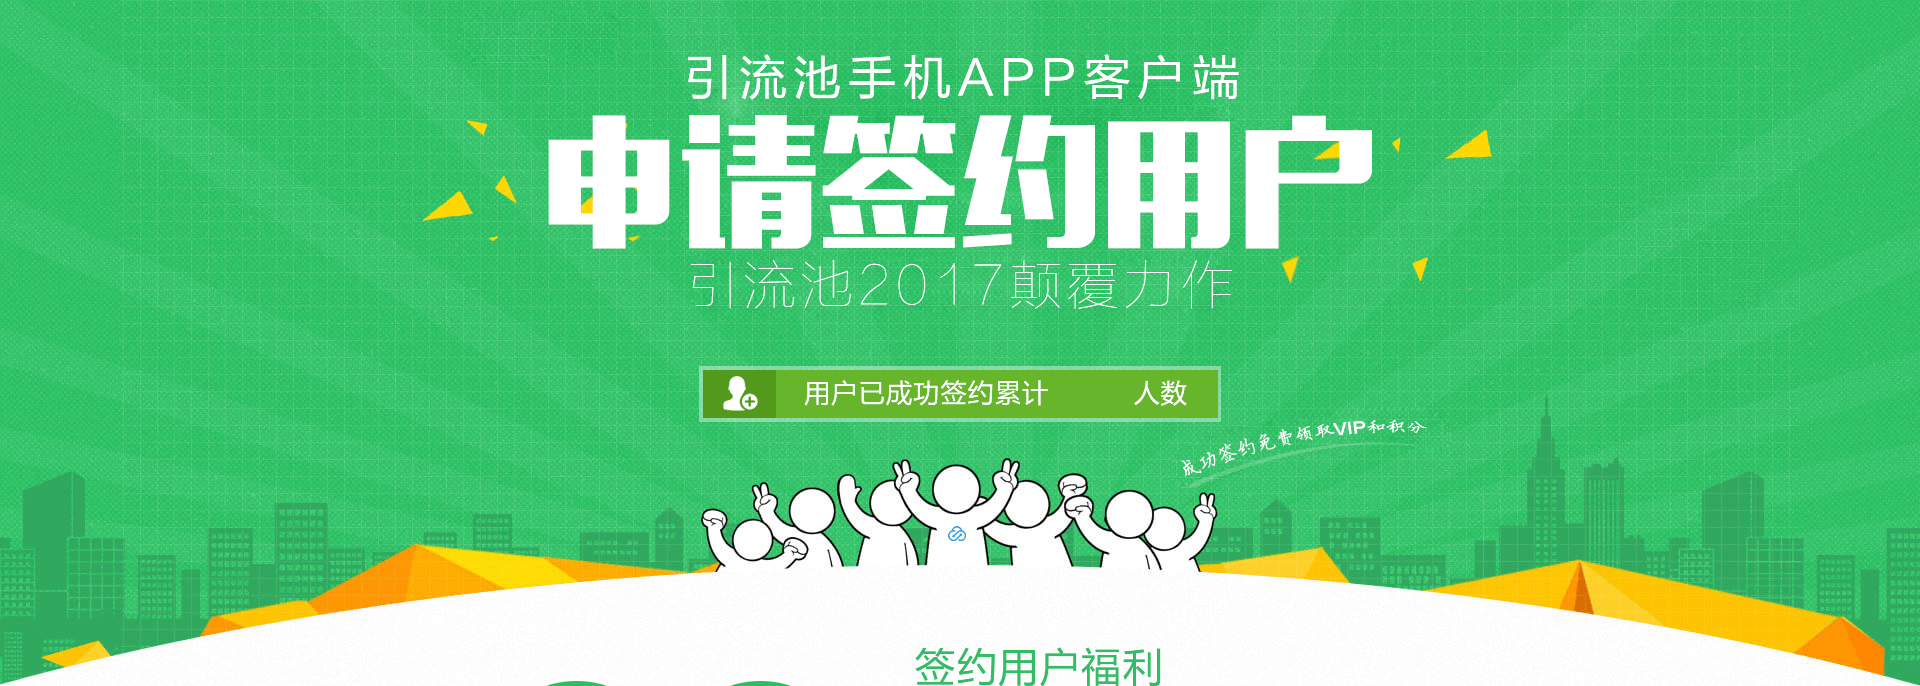 引流池手机APP客户端
申请签约用户
引流池2017颠覆力作
用户已成功签约累计 人数
成功签约免费领取VIP和积分
签约用户福利